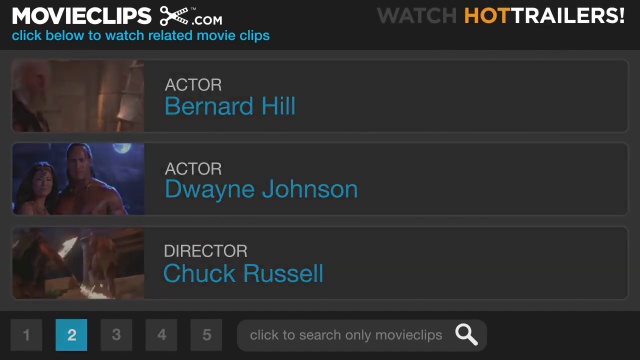 MOVIECLIPS .COM™
WATCH HOTTRAILERS!
click below to watch related movie clips
ACTOR
Bernard Hill
ACTOR
Dwayne Johnson
DIRECTOR
Chuck Russell
1 2 3 4 5 click to search only movieclips